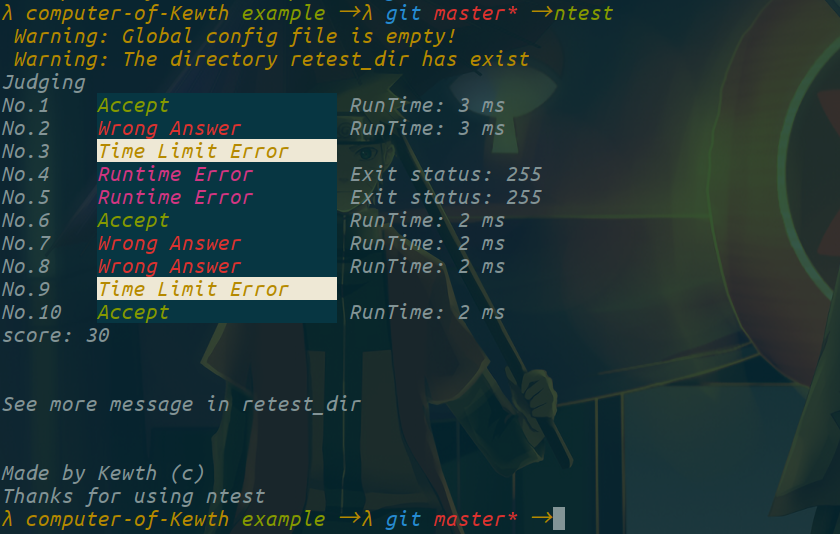 λ computer-of-Kewth example →λ git master* →ntest
Warning: Global config file is empty!
Warning: The directory retest_dir has exist
Judging
No.1 Accept RunTime: 3 ms
No.2 Wrong Answer RunTime: 3 ms
No.3 Time Limit Error
No.4 Runtime Error Exit status: 255
No.5 Runtime Error Exit status: 255
No.6 Accept RunTime: 2 ms
No.7 Wrong Answer RunTime: 2 ms
No.8 Wrong Answer RunTime: 2 ms
No.9 Time Limit Error
No.10 Accept RunTime: 2 ms
score: 30
See more message in retest_dir
Made by Kewth (c)
Thanks for using ntest
λ computer-of-Kewth example →λ git master* →